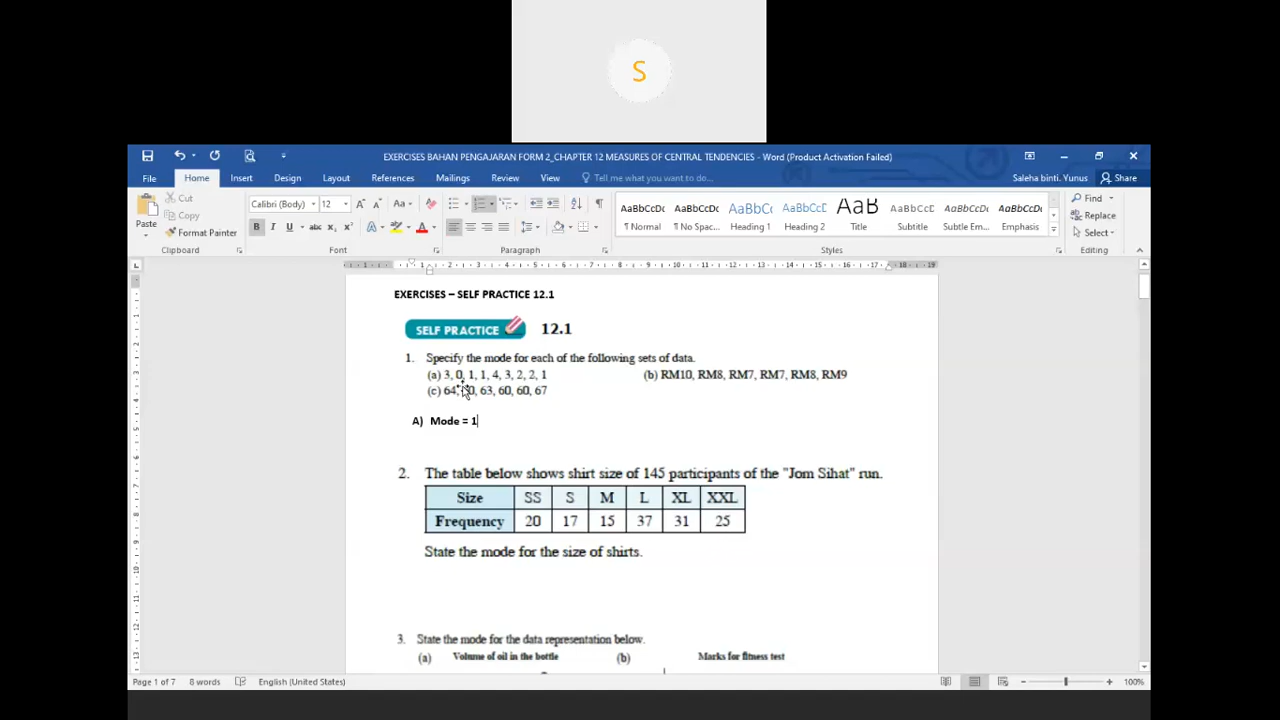 S
EXERCISES BAHAN PENGAJARAN FORM 2_CHAPTER 12 MEASURES OF CENTRAL TENDENCIES - Word (Product Activation Failed)
File Home Insert Design Layout References Mailings Review View Tell me what you want to do... Saleha binti. Yunus Share
Paste Cut Copy Format Painter
Calibri (Body) 12
B I U abc
AaBbCcDc AaBbCcDc AaBbCc AaBbCcD AaB AaBbCcD AaBbCcDc AaBbCcDc
¶ Normal ¶ No Spac... Heading 1 Heading 2 Title Subtitle Subtle Em... Emphasis
Find Replace Select
Clipboard Font Paragraph Styles Editing
EXERCISES – SELF PRACTICE 12.1
SELF PRACTICE 12.1
1. Specify the mode for each of the following sets of data.
(a) 3, 0, 1, 1, 4, 3, 2, 2, 1 (b) RM10, RM8, RM7, RM7, RM8, RM9
(c) 64, 63, 60, 60, 67
A) Mode = 1
2. The table below shows shirt size of 145 participants of the "Jom Sihat" run.
Size SS S M L XL XXL
Frequency 20 17 15 37 31 25
State the mode for the size of shirts.
3. State the mode for the data representation below.
(a) Volume of oil in the bottle (b) Marks for fitness test
Page 1 of 7 8 words English (United States) 100%